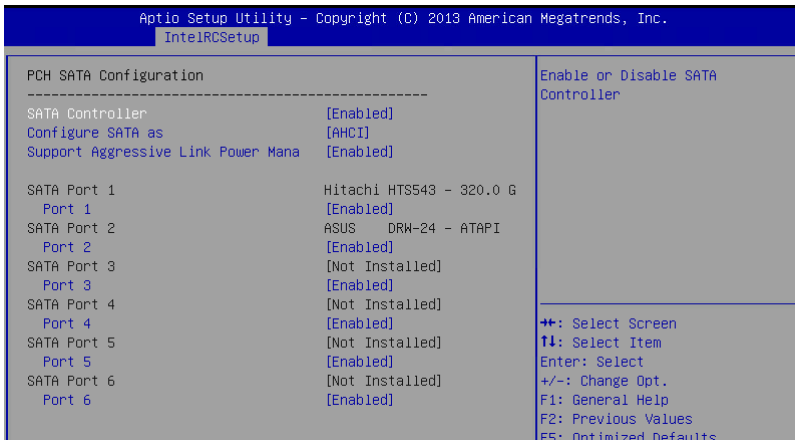 Aptio Setup Utility – Copyright (C) 2013 American Megatrends, Inc.
IntelRCSetup
PCH SATA Configuration
--------------------------------------------------
SATA Controller [Enabled]
Configure SATA as [AHCI]
Support Aggressive Link Power Mana [Enabled]
SATA Port 1 Hitachi HTS543 - 320.0 G
Port 1 [Enabled]
SATA Port 2 ASUS DRW-24 - ATAPI
Port 2 [Enabled]
SATA Port 3 [Not Installed]
Port 3 [Enabled]
SATA Port 4 [Not Installed]
Port 4 [Enabled]
SATA Port 5 [Not Installed]
Port 5 [Enabled]
SATA Port 6 [Not Installed]
Port 6 [Enabled]
Enable or Disable SATA
Controller
→←: Select Screen
↑↓: Select Item
Enter: Select
+/-: Change Opt.
F1: General Help
F2: Previous Values
F5: Optimized Defaults